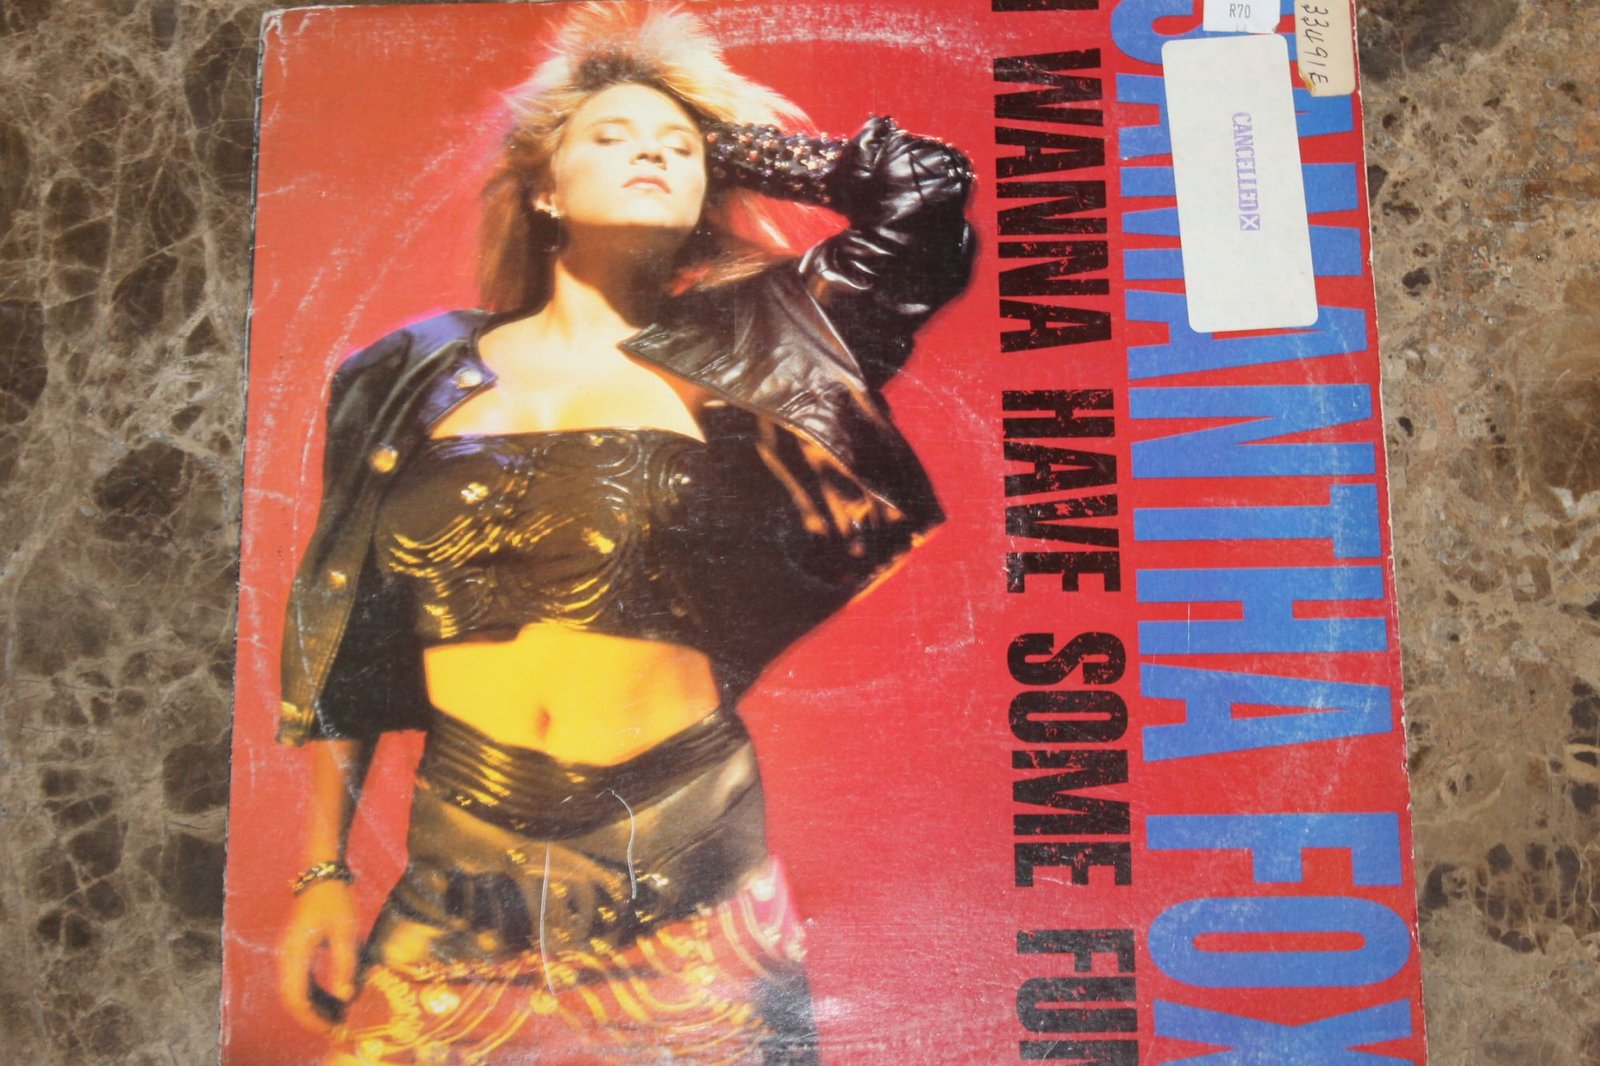 SAMANTHA FOX
I WANNA HAVE SOME FUN
R70
33491E
CANCELLED X